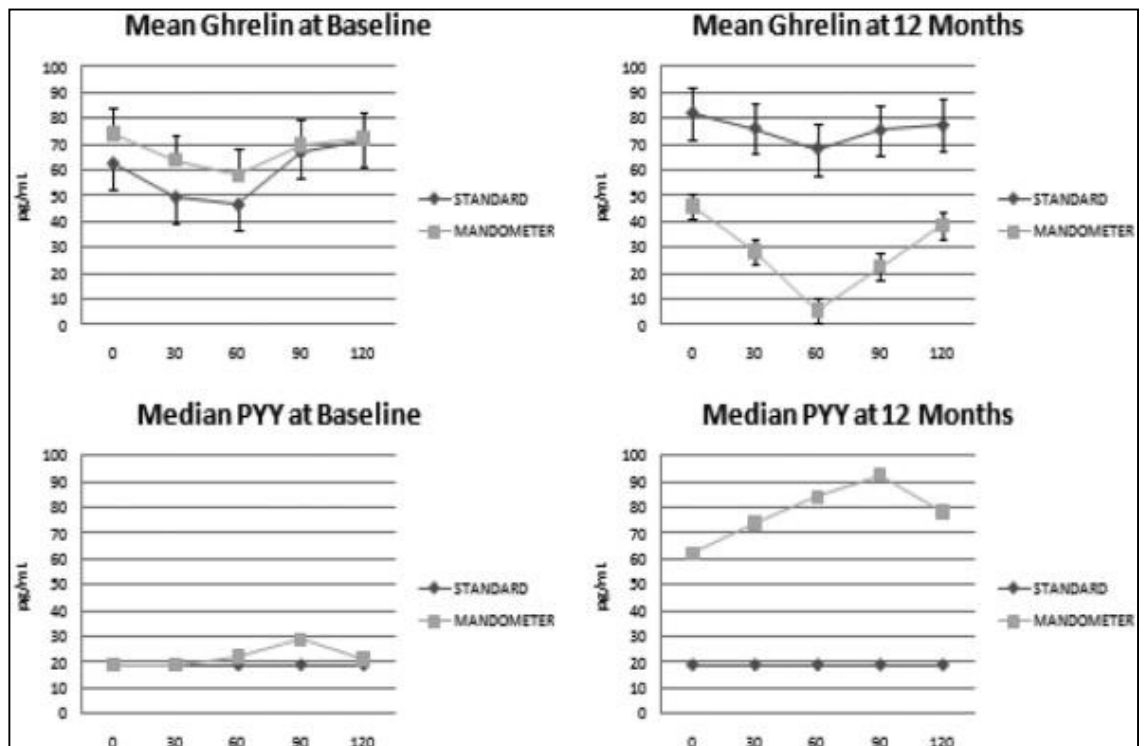 Mean Ghrelin at Baseline
100
90
80
70
60
50
40
30
20
10
0
pg/mL
0 30 60 90 120
STANDARD
MANDOMETER
Mean Ghrelin at 12 Months
100
90
80
70
60
50
40
30
20
10
0
pg/mL
0 30 60 90 120
STANDARD
MANDOMETER
Median PYY at Baseline
100
90
80
70
60
50
40
30
20
10
0
pg/mL
0 30 60 90 120
STANDARD
MANDOMETER
Median PYY at 12 Months
100
90
80
70
60
50
40
30
20
10
0
pg/mL
0 30 60 90 120
STANDARD
MANDOMETER